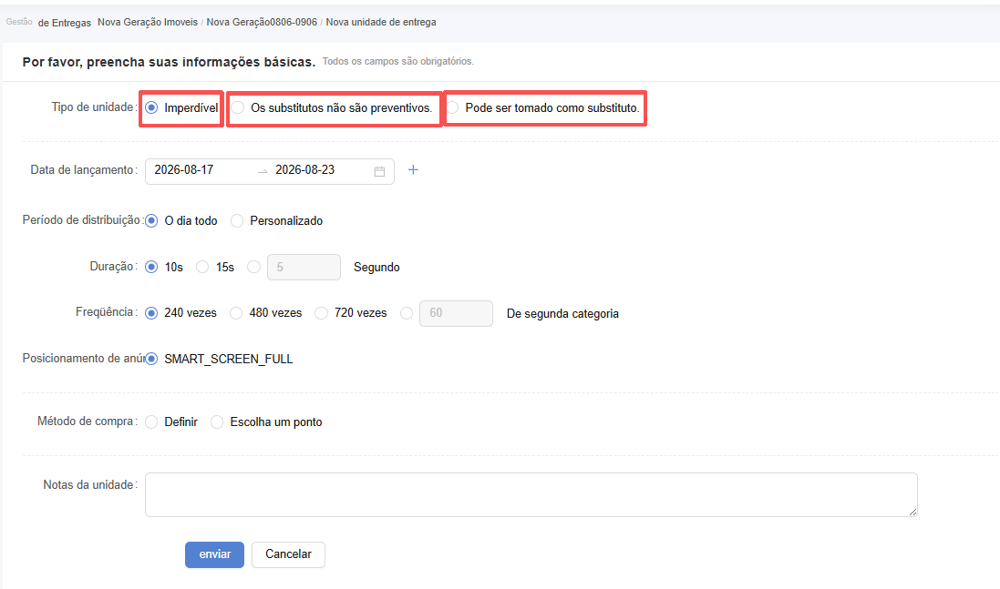 Gestão de Entregas Nova Geração Imoveis / Nova Geração0806-0906 / Nova unidade de entrega
Por favor, preencha suas informações básicas. Todos os campos são obrigatórios.
Tipo de unidade: Imperdível Os substitutos não são preventivos. Pode ser tomado como substituto.
Data de lançamento: 2026-08-17 → 2026-08-23 +
Período de distribuição: O dia todo Personalizado
Duração: 10s 15s 5 Segundo
Freqüência: 240 vezes 480 vezes 720 vezes 60 De segunda categoria
Posicionamento de anún SMART_SCREEN_FULL
Método de compra: Definir Escolha um ponto
Notas da unidade:
enviar Cancelar